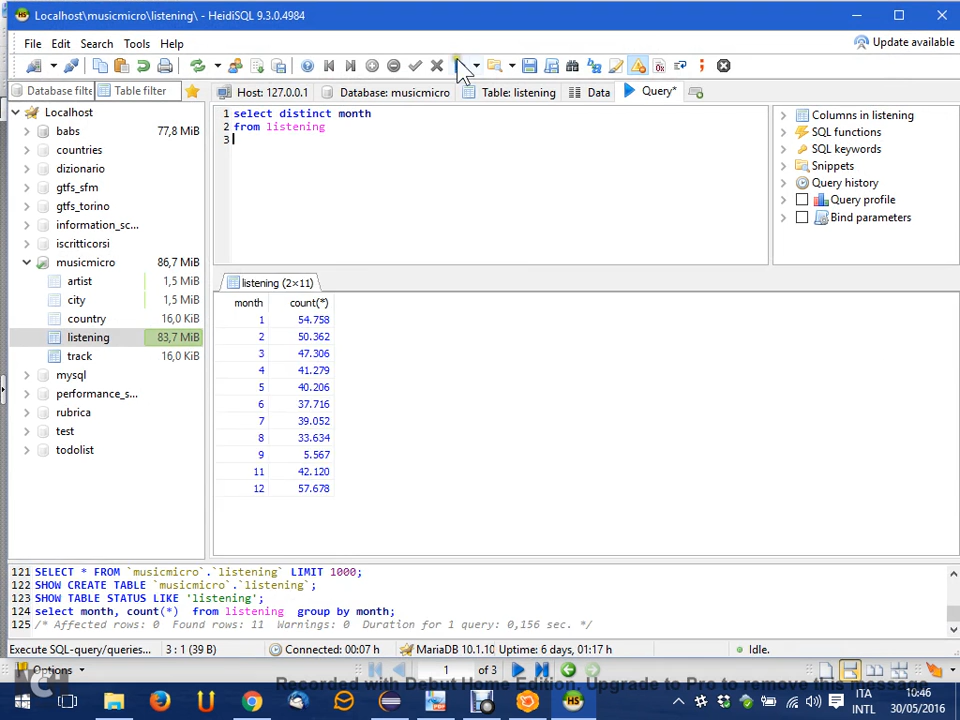 Localhost\musicmicro\listening\ - HeidiSQL 9.3.0.4984
File Edit Search Tools Help
Update available
Database filte Table filter Host: 127.0.0.1 Database: musicmicro Table: listening Data Query*
Localhost
babs 77,8 MiB
countries
dizionario
gtfs_sfm
gtfs_torino
information_sc...
iscritticorsi
musicmicro 86,7 MiB
artist 1,5 MiB
city 1,5 MiB
country 16,0 KiB
listening 83,7 MiB
track 16,0 KiB
mysql
performance_s...
rubrica
test
todolist
1 select distinct month
2 from listening
3
Columns in listening
SQL functions
SQL keywords
Snippets
Query history
Query profile
Bind parameters
listening (2×11)
month count(*)
1 54.758
2 50.362
3 47.306
4 41.279
5 40.206
6 37.716
7 39.052
8 33.634
9 5.567
11 42.120
12 57.678
121 SELECT * FROM `musicmicro`.`listening` LIMIT 1000;
122 SHOW CREATE TABLE `musicmicro`.`listening`;
123 SHOW TABLE STATUS LIKE 'listening';
124 select month, count(*) from listening group by month;
125 /* Affected rows: 0 Found rows: 11 Warnings: 0 Duration for 1 query: 0,156 sec. */
Execute SQL-query/queries... 3 : 1 (39 B) Connected: 00:07 h MariaDB 10.1.10 Uptime: 6 days, 01:17 h Idle.
Options 1 of 3
Recorded with Debut Home Edition. Upgrade to Pro to remove this message
ITA 10:46
INTL 30/05/2016